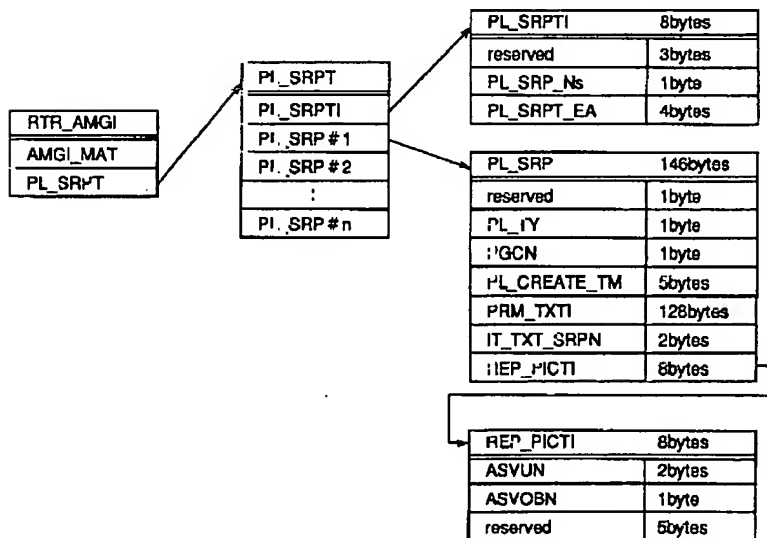 RTR_AMGI
AMGI_MAT
PL_SRPT
PL_SRPT
PL_SRPTI
PL_SRP #1
PL_SRP #2
:
PL_SRP #n
PL_SRPTI 8bytes
reserved 3bytes
PL_SRP_Ns 1byte
PL_SRPT_EA 4bytes
PL_SRP 146bytes
reserved 1byte
PL_TY 1byte
PGCN 1byte
PL_CREATE_TM 5bytes
PRM_TXTI 128bytes
IT_TXT_SRPN 2bytes
REP_PICTI 8bytes
REP_PICTI 8bytes
ASVUN 2bytes
ASVOBN 1byte
reserved 5bytes